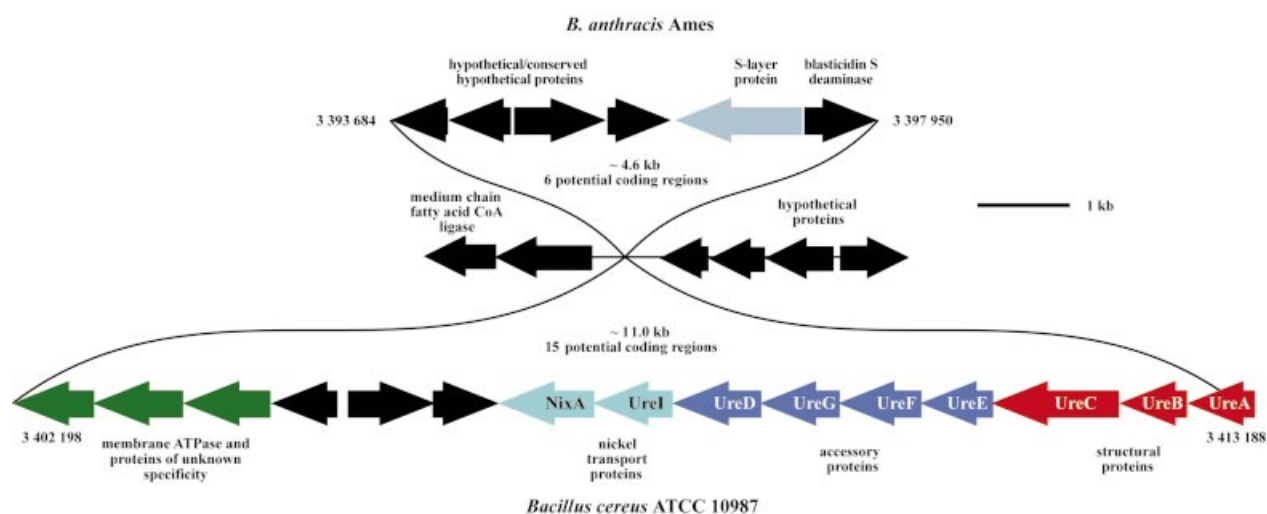 B. anthracis Ames
hypothetical/conserved
hypothetical proteins
S-layer
protein
blasticidin S
deaminase
3 393 684
3 397 950
~ 4.6 kb
6 potential coding regions
medium chain
fatty acid CoA
ligase
hypothetical
proteins
1 kb
~ 11.0 kb
15 potential coding regions
NixA
UreI
UreD
UreG
UreF
UreE
UreC
UreB
UreA
3 402 198
3 413 188
membrane ATPase and
proteins of unknown
specificity
nickel
transport
proteins
accessory
proteins
structural
proteins
Bacillus cereus ATCC 10987